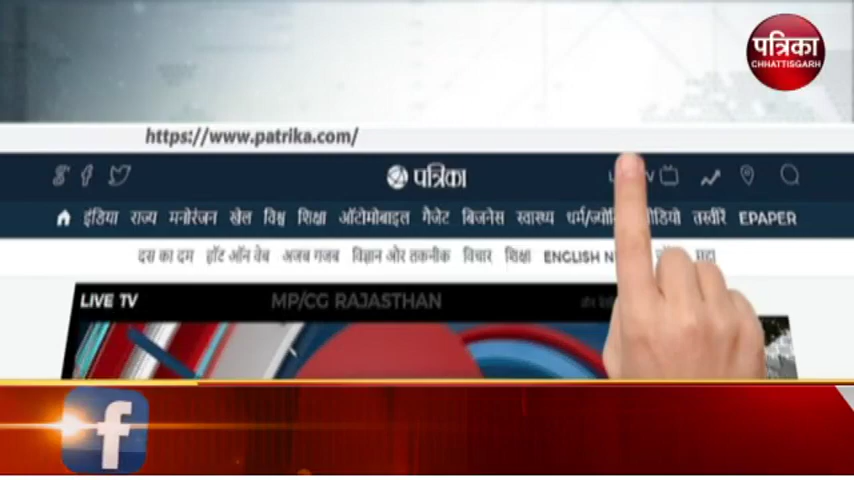 पत्रिका
CHHATTISGARH
https://www.patrika.com/
पत्रिका
इंडिया राज्य मनोरंजन खेल विश्व शिक्षा ऑटोमोबाइल गैजेट बिजनेस स्वास्थ्य तस्वीरें EPAPER
दस का दम हॉट ऑन वेब अजब गजब विज्ञान और तकनीक विचार शिक्षा ENGLISH
LIVE TV MP/CG RAJASTHAN
f